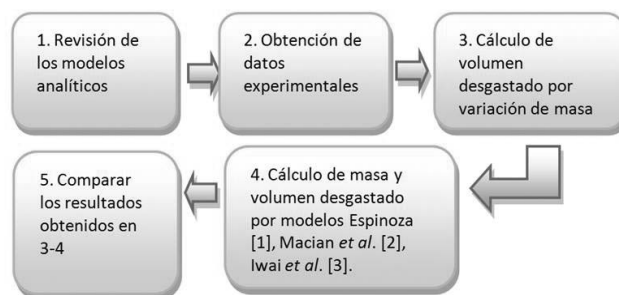 1. Revisión de
los modelos
analíticos
2. Obtención de
datos
experimentales
3. Cálculo de
volumen
desgastado por
variación de masa
4. Cálculo de masa y
volumen desgastado
por modelos Espinoza
[1], Macian et al. [2],
Iwai et al. [3].
5. Comparar
los resultados
obtenidos en
3-4